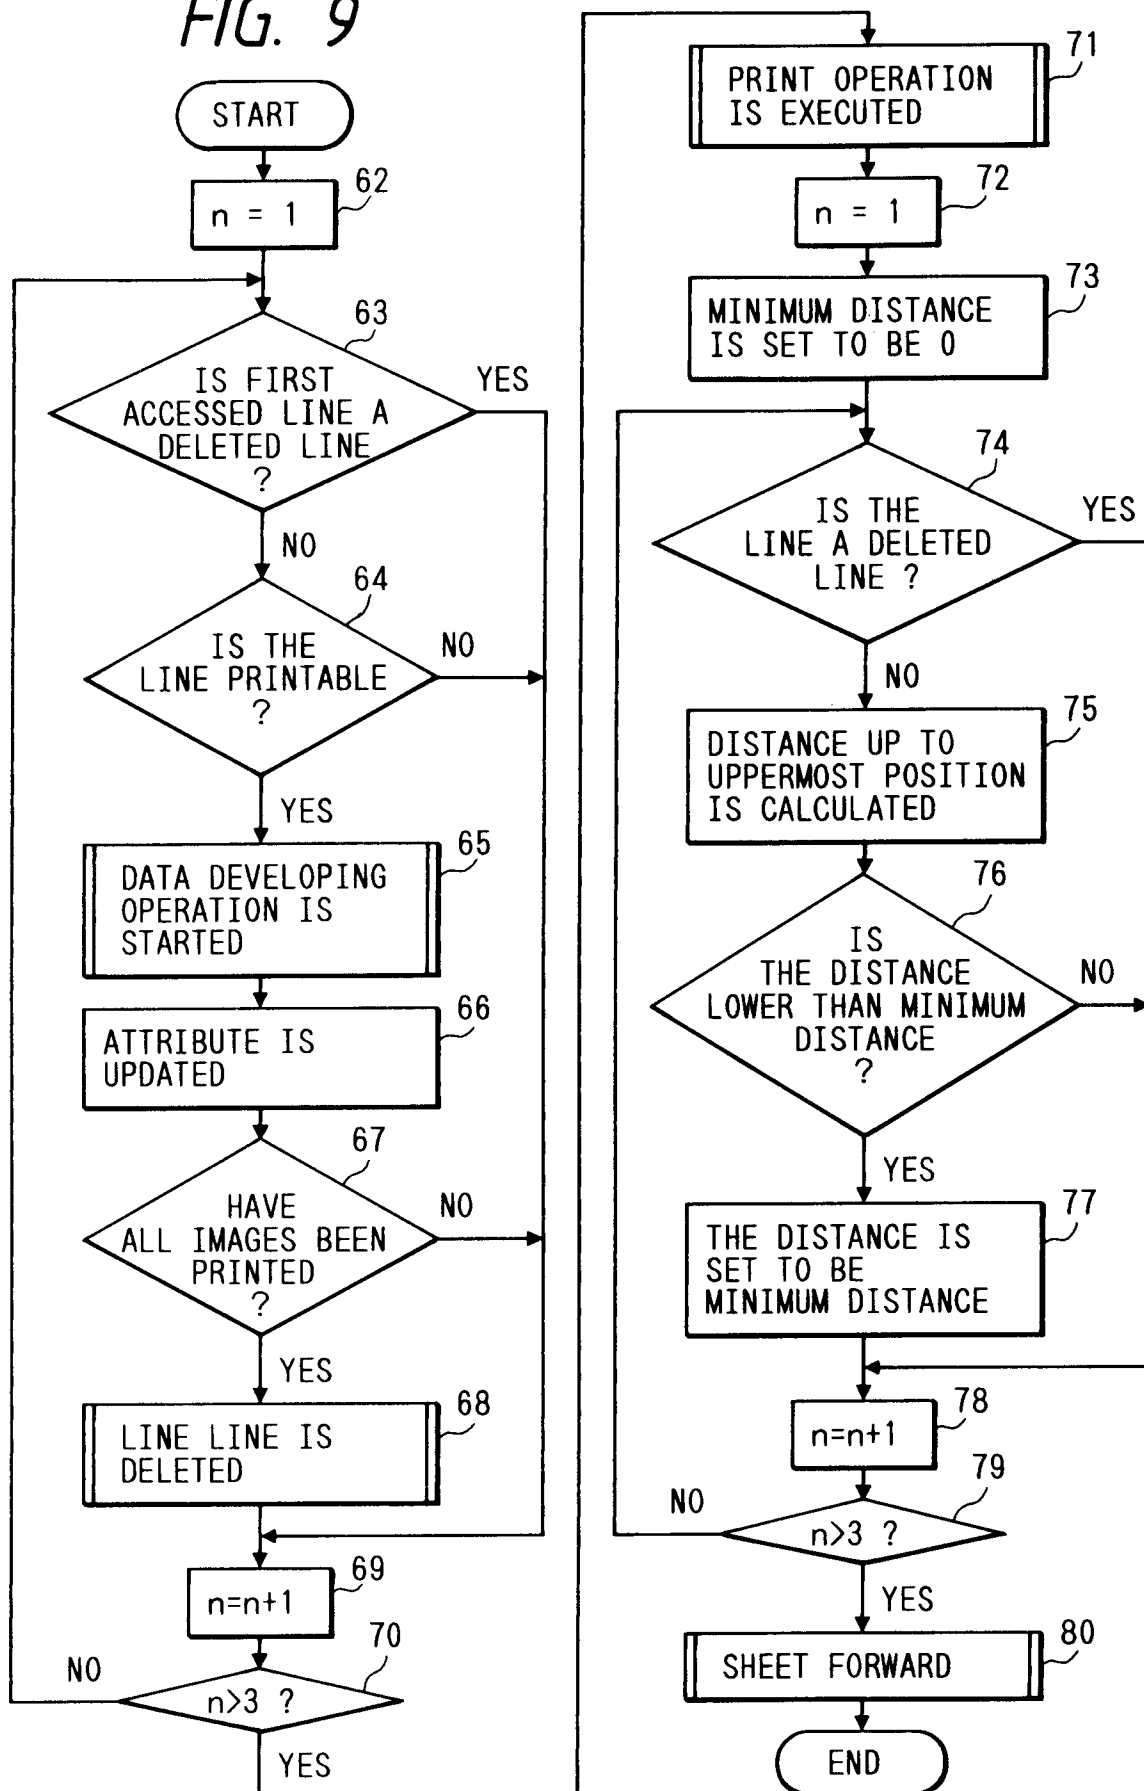 FIG. 9
START
62
n = 1
63
IS FIRST
ACCESSED LINE A
DELETED LINE
?
YES
NO
64
IS THE
LINE PRINTABLE
?
NO
YES
65
DATA DEVELOPING
OPERATION IS
STARTED
66
ATTRIBUTE IS
UPDATED
67
HAVE
ALL IMAGES BEEN
PRINTED
?
NO
YES
68
LINE LINE IS
DELETED
69
n=n+1
70
n>3 ?
NO
YES
71
PRINT OPERATION
IS EXECUTED
72
n = 1
73
MINIMUM DISTANCE
IS SET TO BE 0
74
IS THE
LINE A DELETED
LINE ?
YES
NO
75
DISTANCE UP TO
UPPERMOST POSITION
IS CALCULATED
76
IS
THE DISTANCE
LOWER THAN MINIMUM
DISTANCE
?
NO
YES
77
THE DISTANCE IS
SET TO BE
MINIMUM DISTANCE
78
n=n+1
79
n>3 ?
NO
YES
80
SHEET FORWARD
END